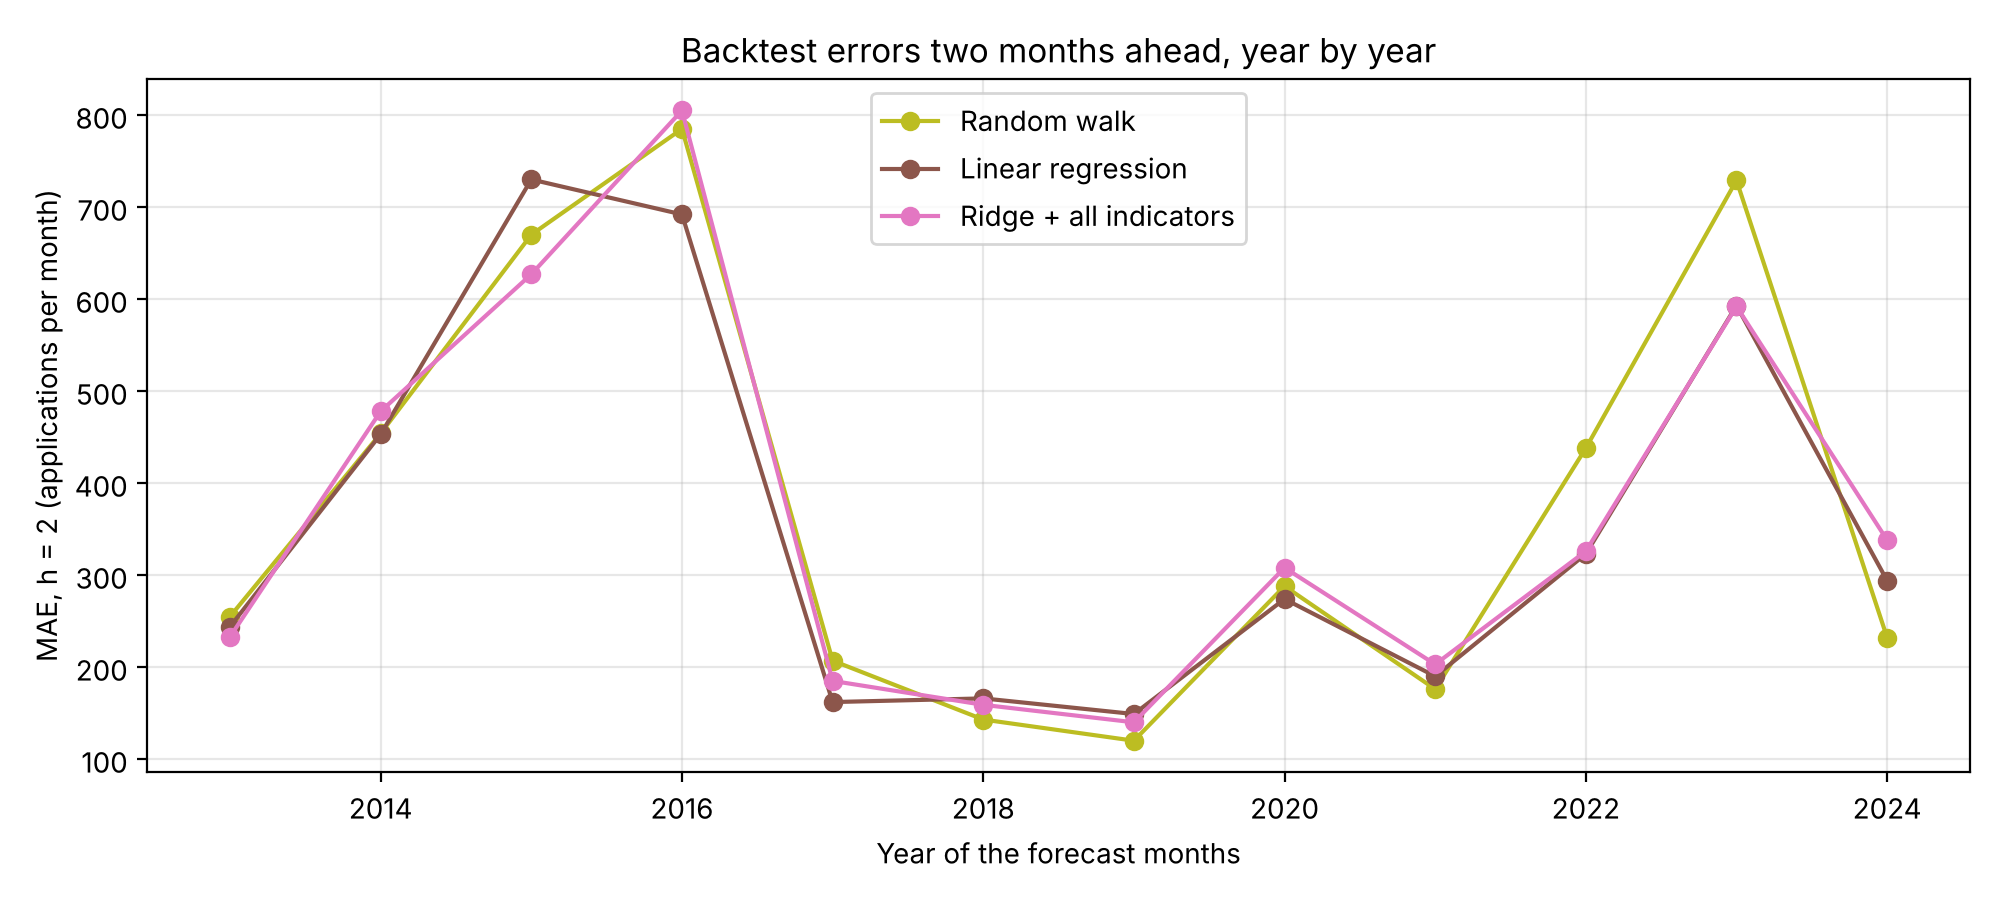 Backtest errors two months ahead, year by year
Random walk
Linear regression
Ridge + all indicators
MAE, h = 2 (applications per month)
800
700
600
500
400
300
200
100
2014 2016 2018 2020 2022 2024
Year of the forecast months